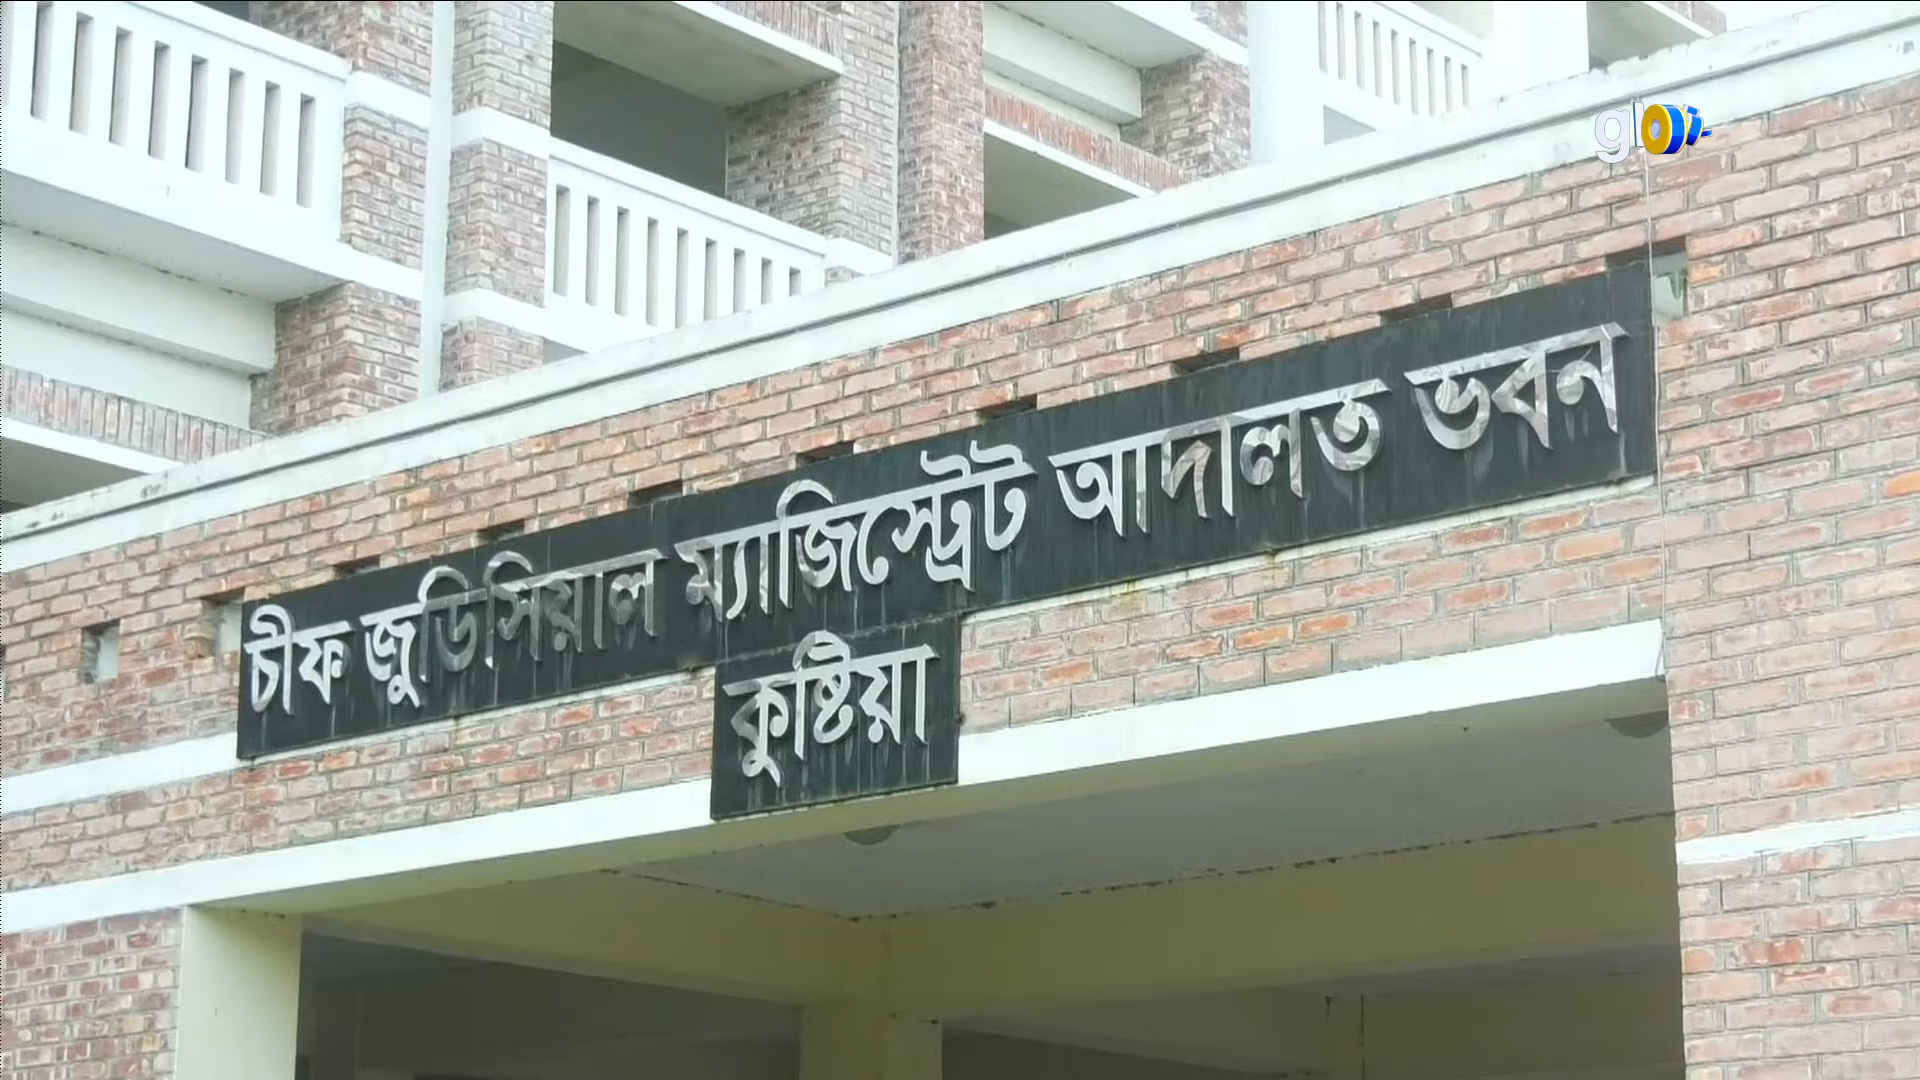 চীফ জুডিসিয়াল ম্যাজিস্ট্রেট আদালত ভবন
কুষ্টিয়া